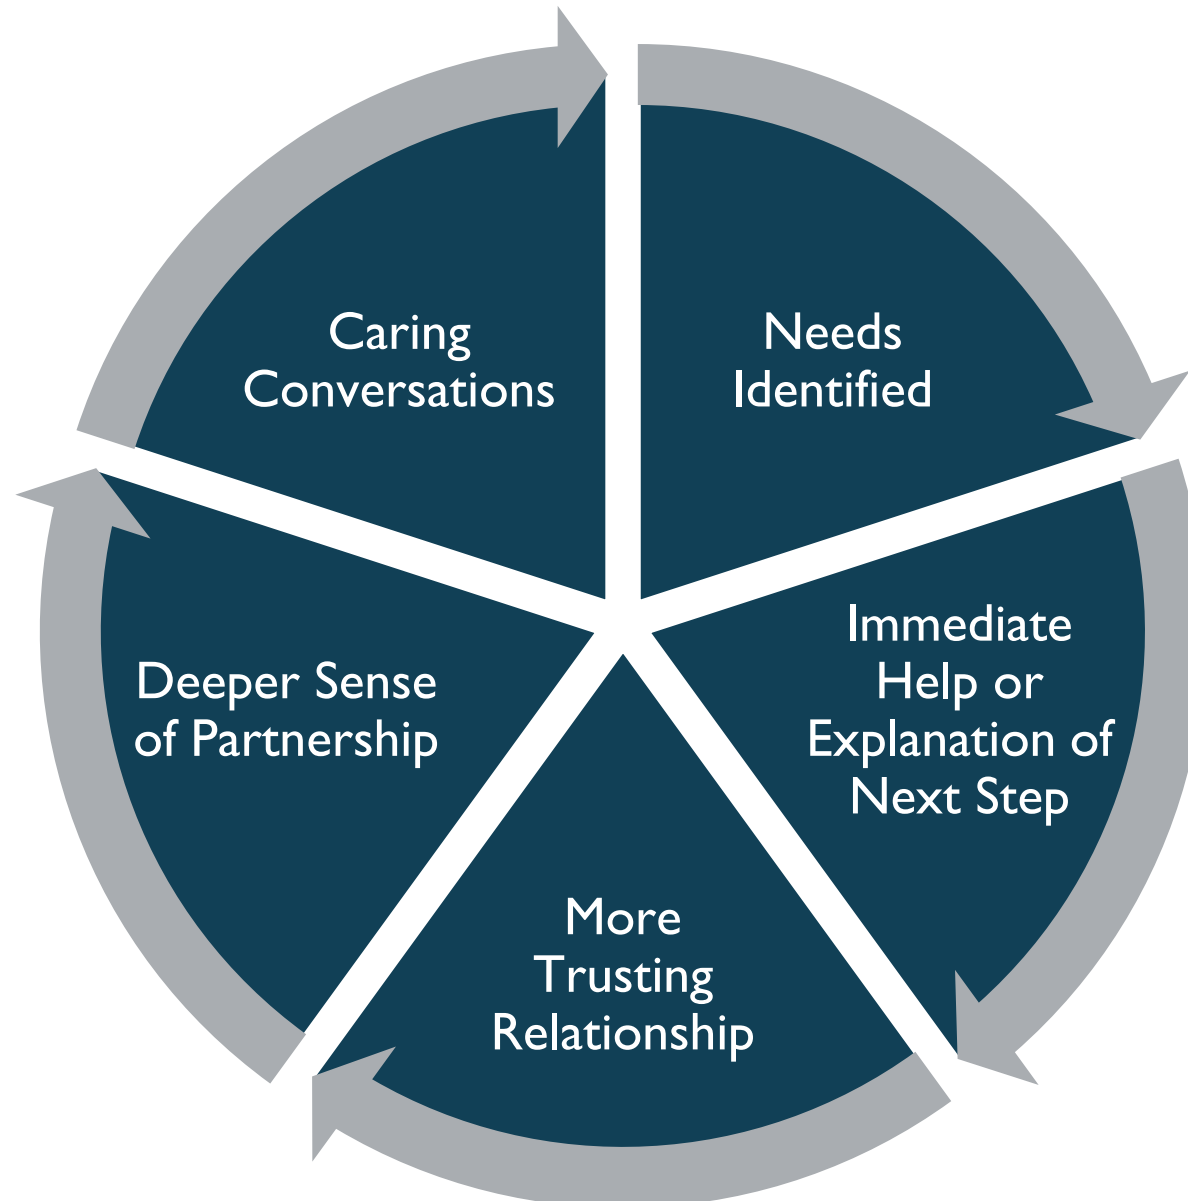 Caring
Conversations
Needs
Identified
Immediate
Help or
Explanation of
Next Step
More
Trusting
Relationship
Deeper Sense
of Partnership